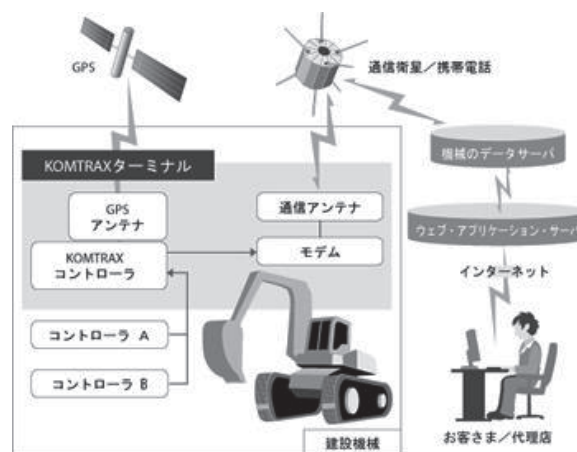 GPS
通信衛星／携帯電話
KOMTRAXターミナル
機械のデータサーバ
GPS
アンテナ
通信アンテナ
ウェブ・アプリケーション・サーバ
KOMTRAX
コントローラ
モデム
インターネット
コントローラ A
コントローラ B
建設機械
お客さま／代理店